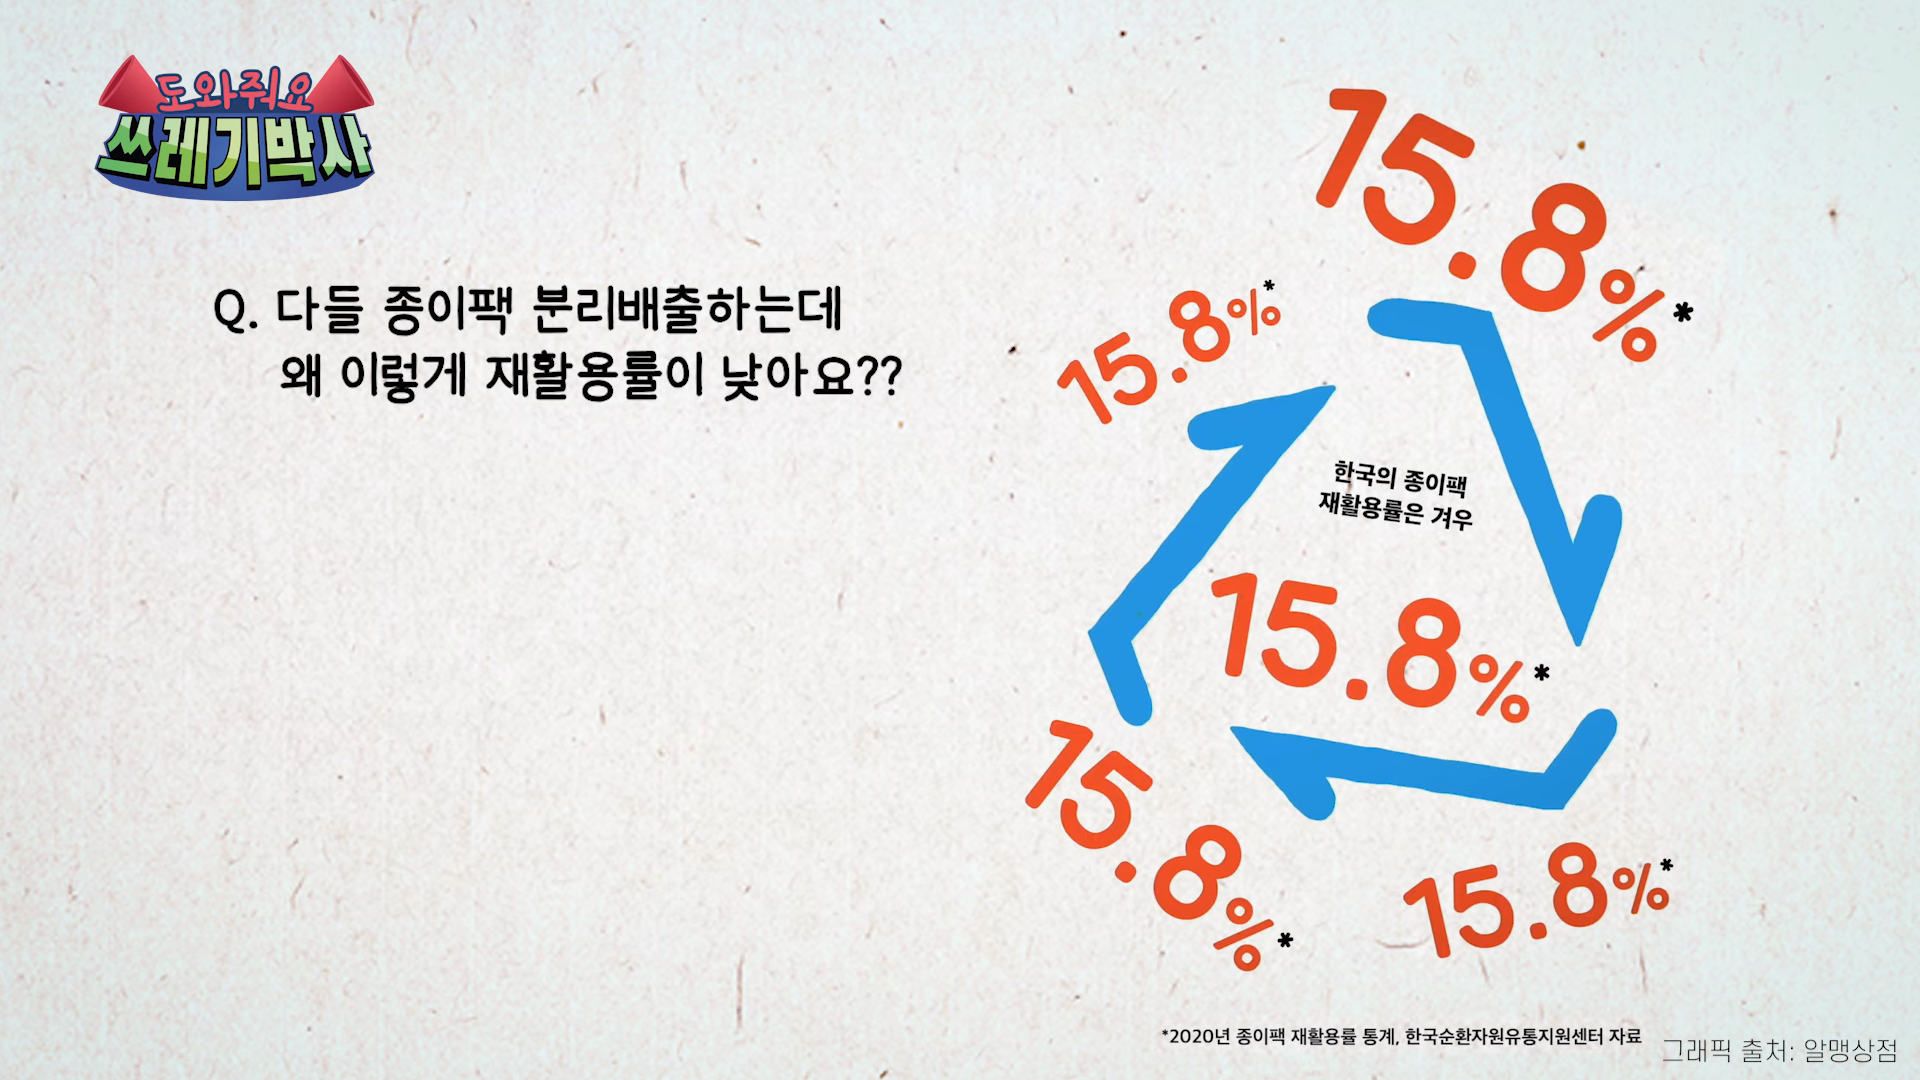 도와줘요
쓰레기박사
Q. 다들 종이팩 분리배출하는데
왜 이렇게 재활용률이 낮아요??
15.8%*
15.8%*
한국의 종이팩
재활용률은 겨우
15.8%*
15.8%*
15.8%*
*2020년 종이팩 재활용률 통계, 한국순환자원유통지원센터 자료
그래픽 출처: 알맹상점